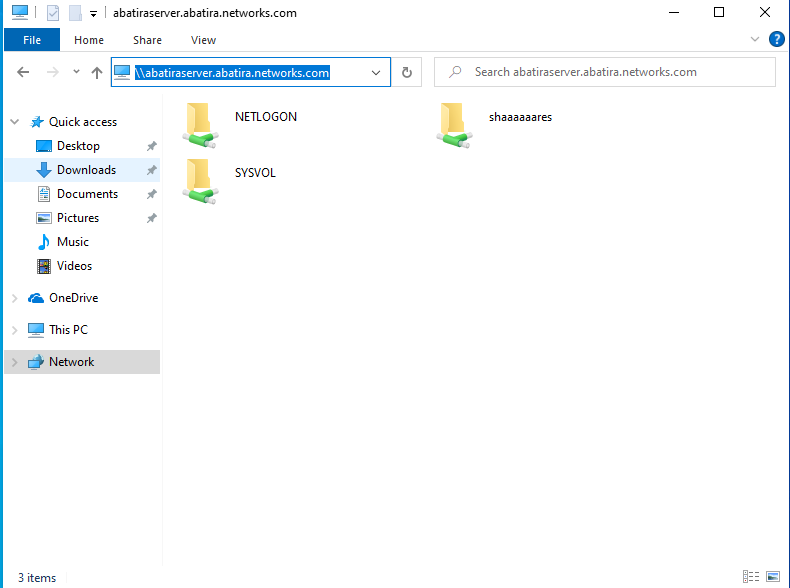 abatiraserver.abatira.networks.com
File Home Share View
\\abatiraserver.abatira.networks.com
Search abatiraserver.abatira.networks.com
Quick access
Desktop
Downloads
Documents
Pictures
Music
Videos
OneDrive
This PC
Network
NETLOGON
shaaaaaares
SYSVOL
3 items